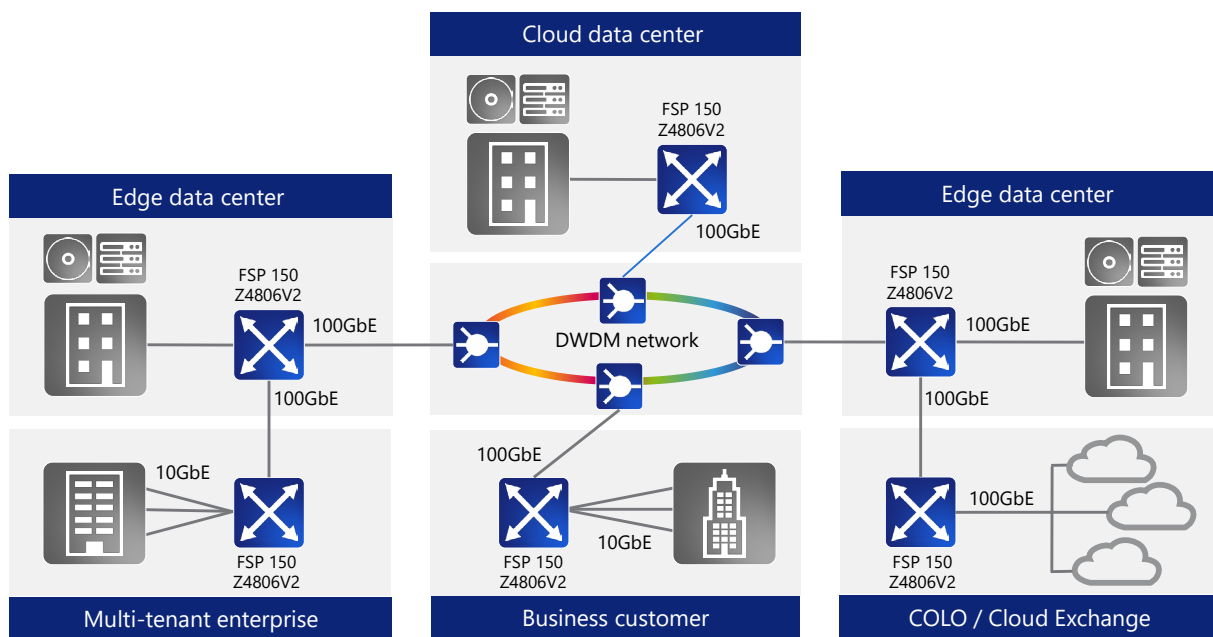 Cloud data center
FSP 150
Z4806V2
100GbE
Edge data center
FSP 150
Z4806V2
100GbE
100GbE
DWDM network
Edge data center
FSP 150
Z4806V2
100GbE
100GbE
10GbE
FSP 150
Z4806V2
Multi-tenant enterprise
100GbE
10GbE
FSP 150
Z4806V2
Business customer
100GbE
FSP 150
Z4806V2
COLO / Cloud Exchange